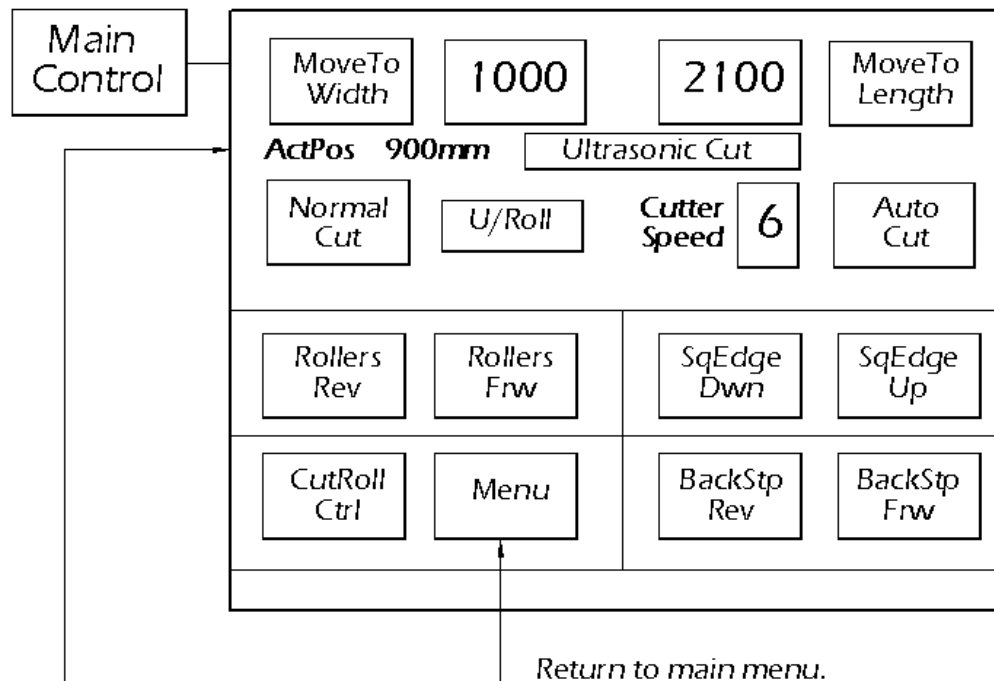 Main
Control
MoveTo
Width
1000
2100
MoveTo
Length
ActPos 900mm
Ultrasonic Cut
Normal
Cut
U/Roll
Cutter
Speed
6
Auto
Cut
Rollers
Rev
Rollers
Frw
SqEdge
Dwn
SqEdge
Up
CutRoll
Ctrl
Menu
BackStp
Rev
BackStp
Frw
Return to main menu.